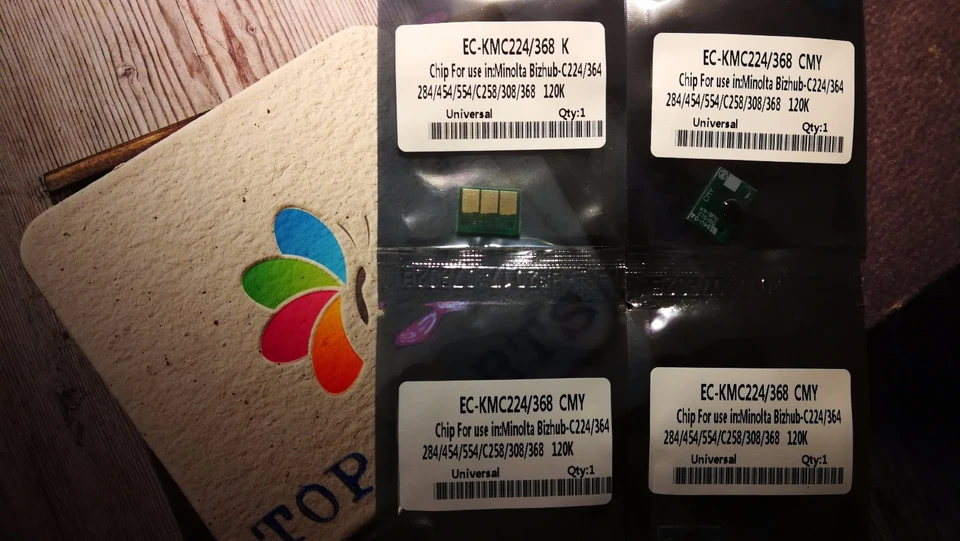 EC-KMC224/368 K
Chip For use in:Minolta Bizhub-C224/364
284/454/554/C258/308/368 120K
Universal Qty:1
EC-KMC224/368 CMY
Chip For use in:Minolta Bizhub-C224/364
284/454/554/C258/308/368 120K
Universal Qty:1
CMY
EC-KMC224/368 CMY
Chip For use in:Minolta Bizhub-C224/364
284/454/554/C258/308/368 120K
Universal Qty:1
EC-KMC224/368 CMY
Chip For use in:Minolta Bizhub-C224/364
284/454/554/C258/308/368 120K
Universal Qty:1
TOP